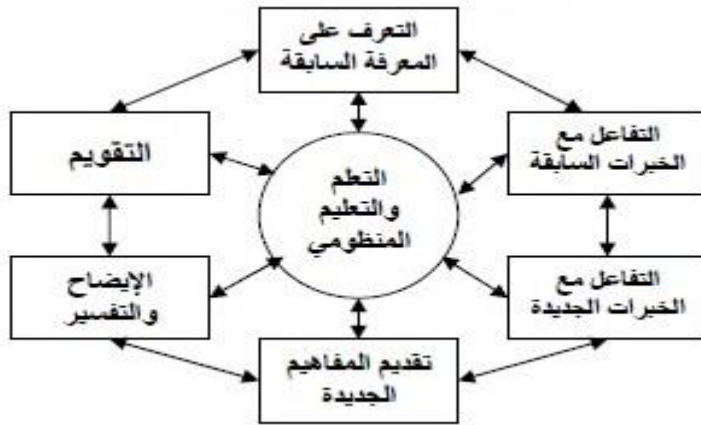 التعرف على
المعرفة السابقة
التفاعل مع
الخبرات السابقة
التقويم
التعلم
والتعليم
المنظومي
التفاعل مع
الخبرات الجديدة
الإيضاح
والتفسير
تقديم المفاهيم
الجديدة